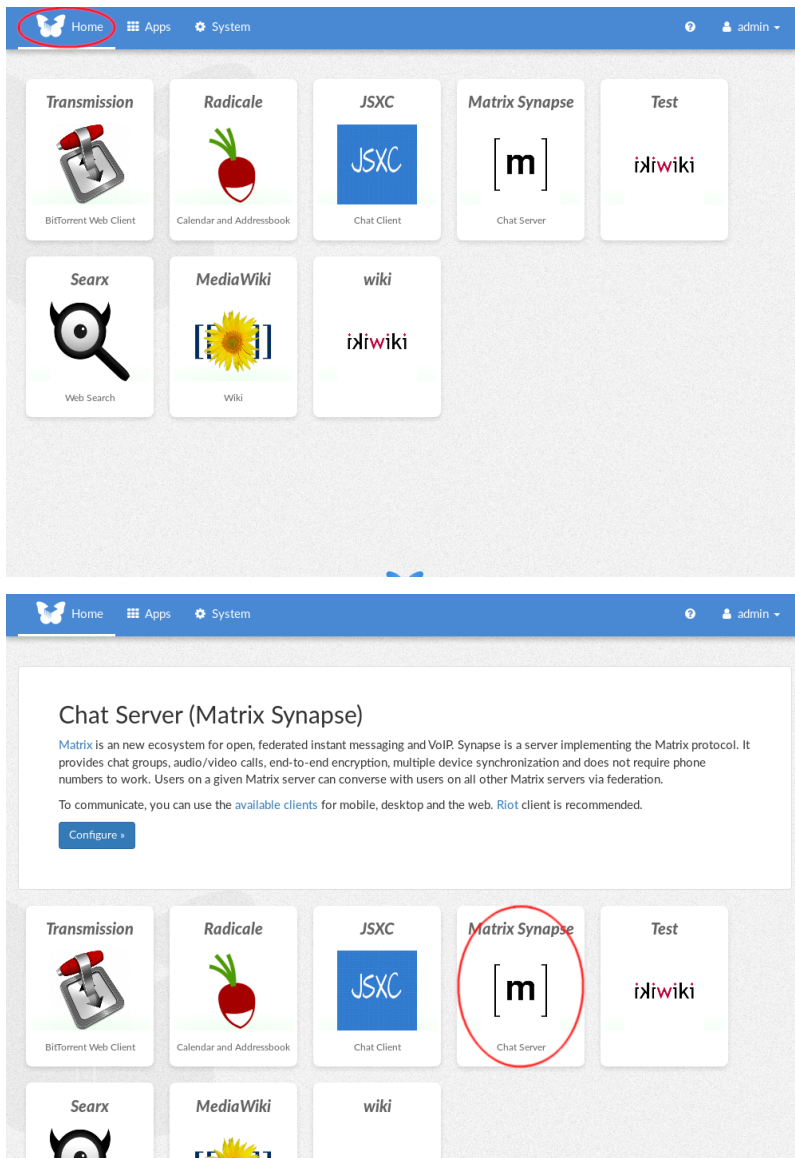 Home Apps System admin
Transmission Radicale JSXC Matrix Synapse Test
JSXC [m] ikiwiki
BitTorrent Web Client Calendar and Addressbook Chat Client Chat Server
Searx MediaWiki wiki
[[ ]] ikiwiki
Web Search Wiki
Home Apps System admin
Chat Server (Matrix Synapse)
Matrix is an new ecosystem for open, federated instant messaging and VoIP. Synapse is a server implementing the Matrix protocol. It
provides chat groups, audio/video calls, end-to-end encryption, multiple device synchronization and does not require phone
numbers to work. Users on a given Matrix server can converse with users on all other Matrix servers via federation.
To communicate, you can use the available clients for mobile, desktop and the web. Riot client is recommended.
Configure »
Transmission Radicale JSXC Matrix Synapse Test
JSXC [m] ikiwiki
BitTorrent Web Client Calendar and Addressbook Chat Client Chat Server
Searx MediaWiki wiki